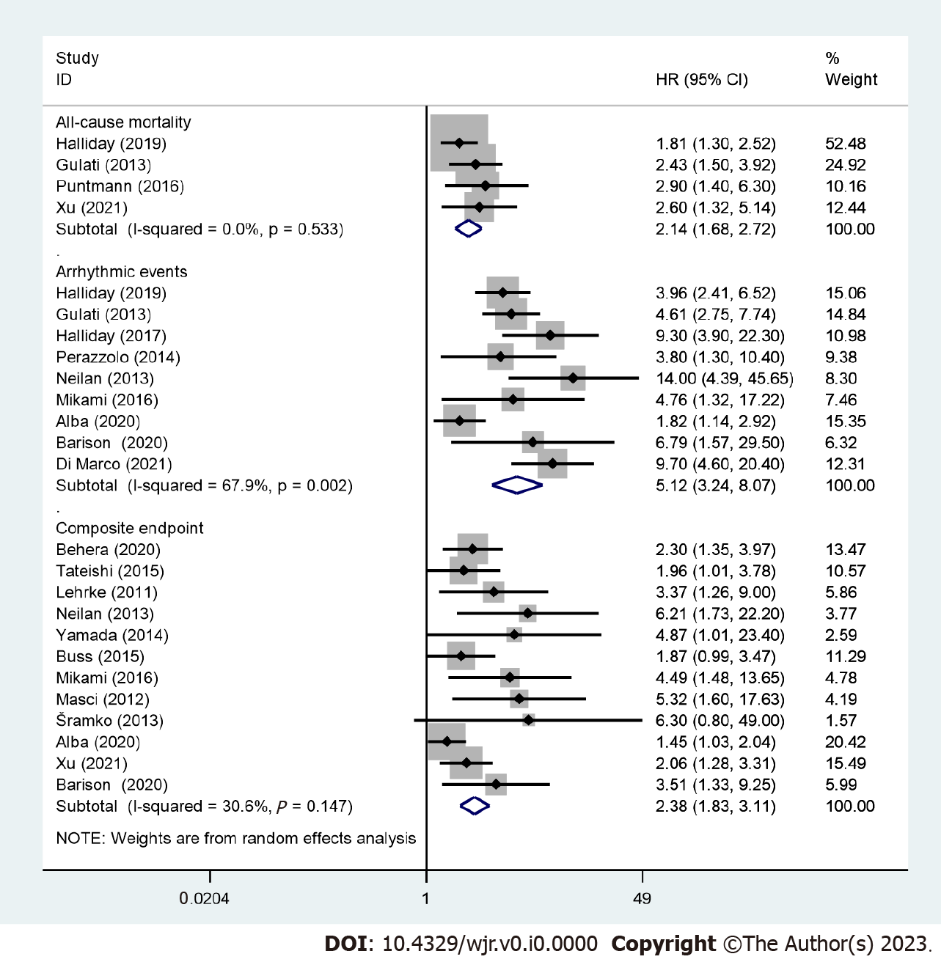 Study %
ID HR (95% CI) Weight
All-cause mortality
Halliday (2019) 1.81 (1.30, 2.52) 52.48
Gulati (2013) 2.43 (1.50, 3.92) 24.92
Puntmann (2016) 2.90 (1.40, 6.30) 10.16
Xu (2021) 2.60 (1.32, 5.14) 12.44
Subtotal (I-squared = 0.0%, p = 0.533) 2.14 (1.68, 2.72) 100.00
.
Arrhythmic events
Halliday (2019) 3.96 (2.41, 6.52) 15.06
Gulati (2013) 4.61 (2.75, 7.74) 14.84
Halliday (2017) 9.30 (3.90, 22.30) 10.98
Perazzolo (2014) 3.80 (1.30, 10.40) 9.38
Neilan (2013) 14.00 (4.39, 45.65) 8.30
Mikami (2016) 4.76 (1.32, 17.22) 7.46
Alba (2020) 1.82 (1.14, 2.92) 15.35
Barison (2020) 6.79 (1.57, 29.50) 6.32
Di Marco (2021) 9.70 (4.60, 20.40) 12.31
Subtotal (I-squared = 67.9%, p = 0.002) 5.12 (3.24, 8.07) 100.00
.
Composite endpoint
Behera (2020) 2.30 (1.35, 3.97) 13.47
Tateishi (2015) 1.96 (1.01, 3.78) 10.57
Lehrke (2011) 3.37 (1.26, 9.00) 5.86
Neilan (2013) 6.21 (1.73, 22.20) 3.77
Yamada (2014) 4.87 (1.01, 23.40) 2.59
Buss (2015) 1.87 (0.99, 3.47) 11.29
Mikami (2016) 4.49 (1.48, 13.65) 4.78
Masci (2012) 5.32 (1.60, 17.63) 4.19
Šramko (2013) 6.30 (0.80, 49.00) 1.57
Alba (2020) 1.45 (1.03, 2.04) 20.42
Xu (2021) 2.06 (1.28, 3.31) 15.49
Barison (2020) 3.51 (1.33, 9.25) 5.99
Subtotal (I-squared = 30.6%, P = 0.147) 2.38 (1.83, 3.11) 100.00
NOTE: Weights are from random effects analysis
0.0204 1 49
DOI: 10.4329/wjr.v0.i0.0000 Copyright ©The Author(s) 2023.